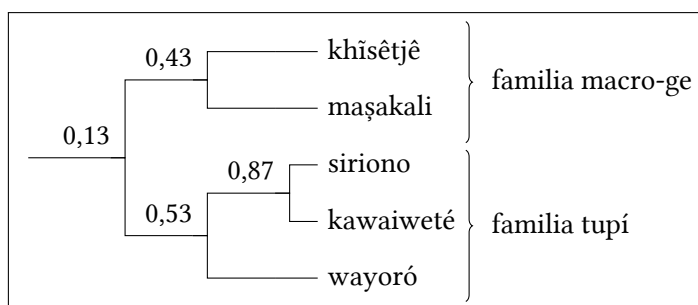 khĩsêtjê
0,43
familia macro-ge
maṣakali
0,13
siriono
0,87
kawaiweté
familia tupí
0,53
wayoró